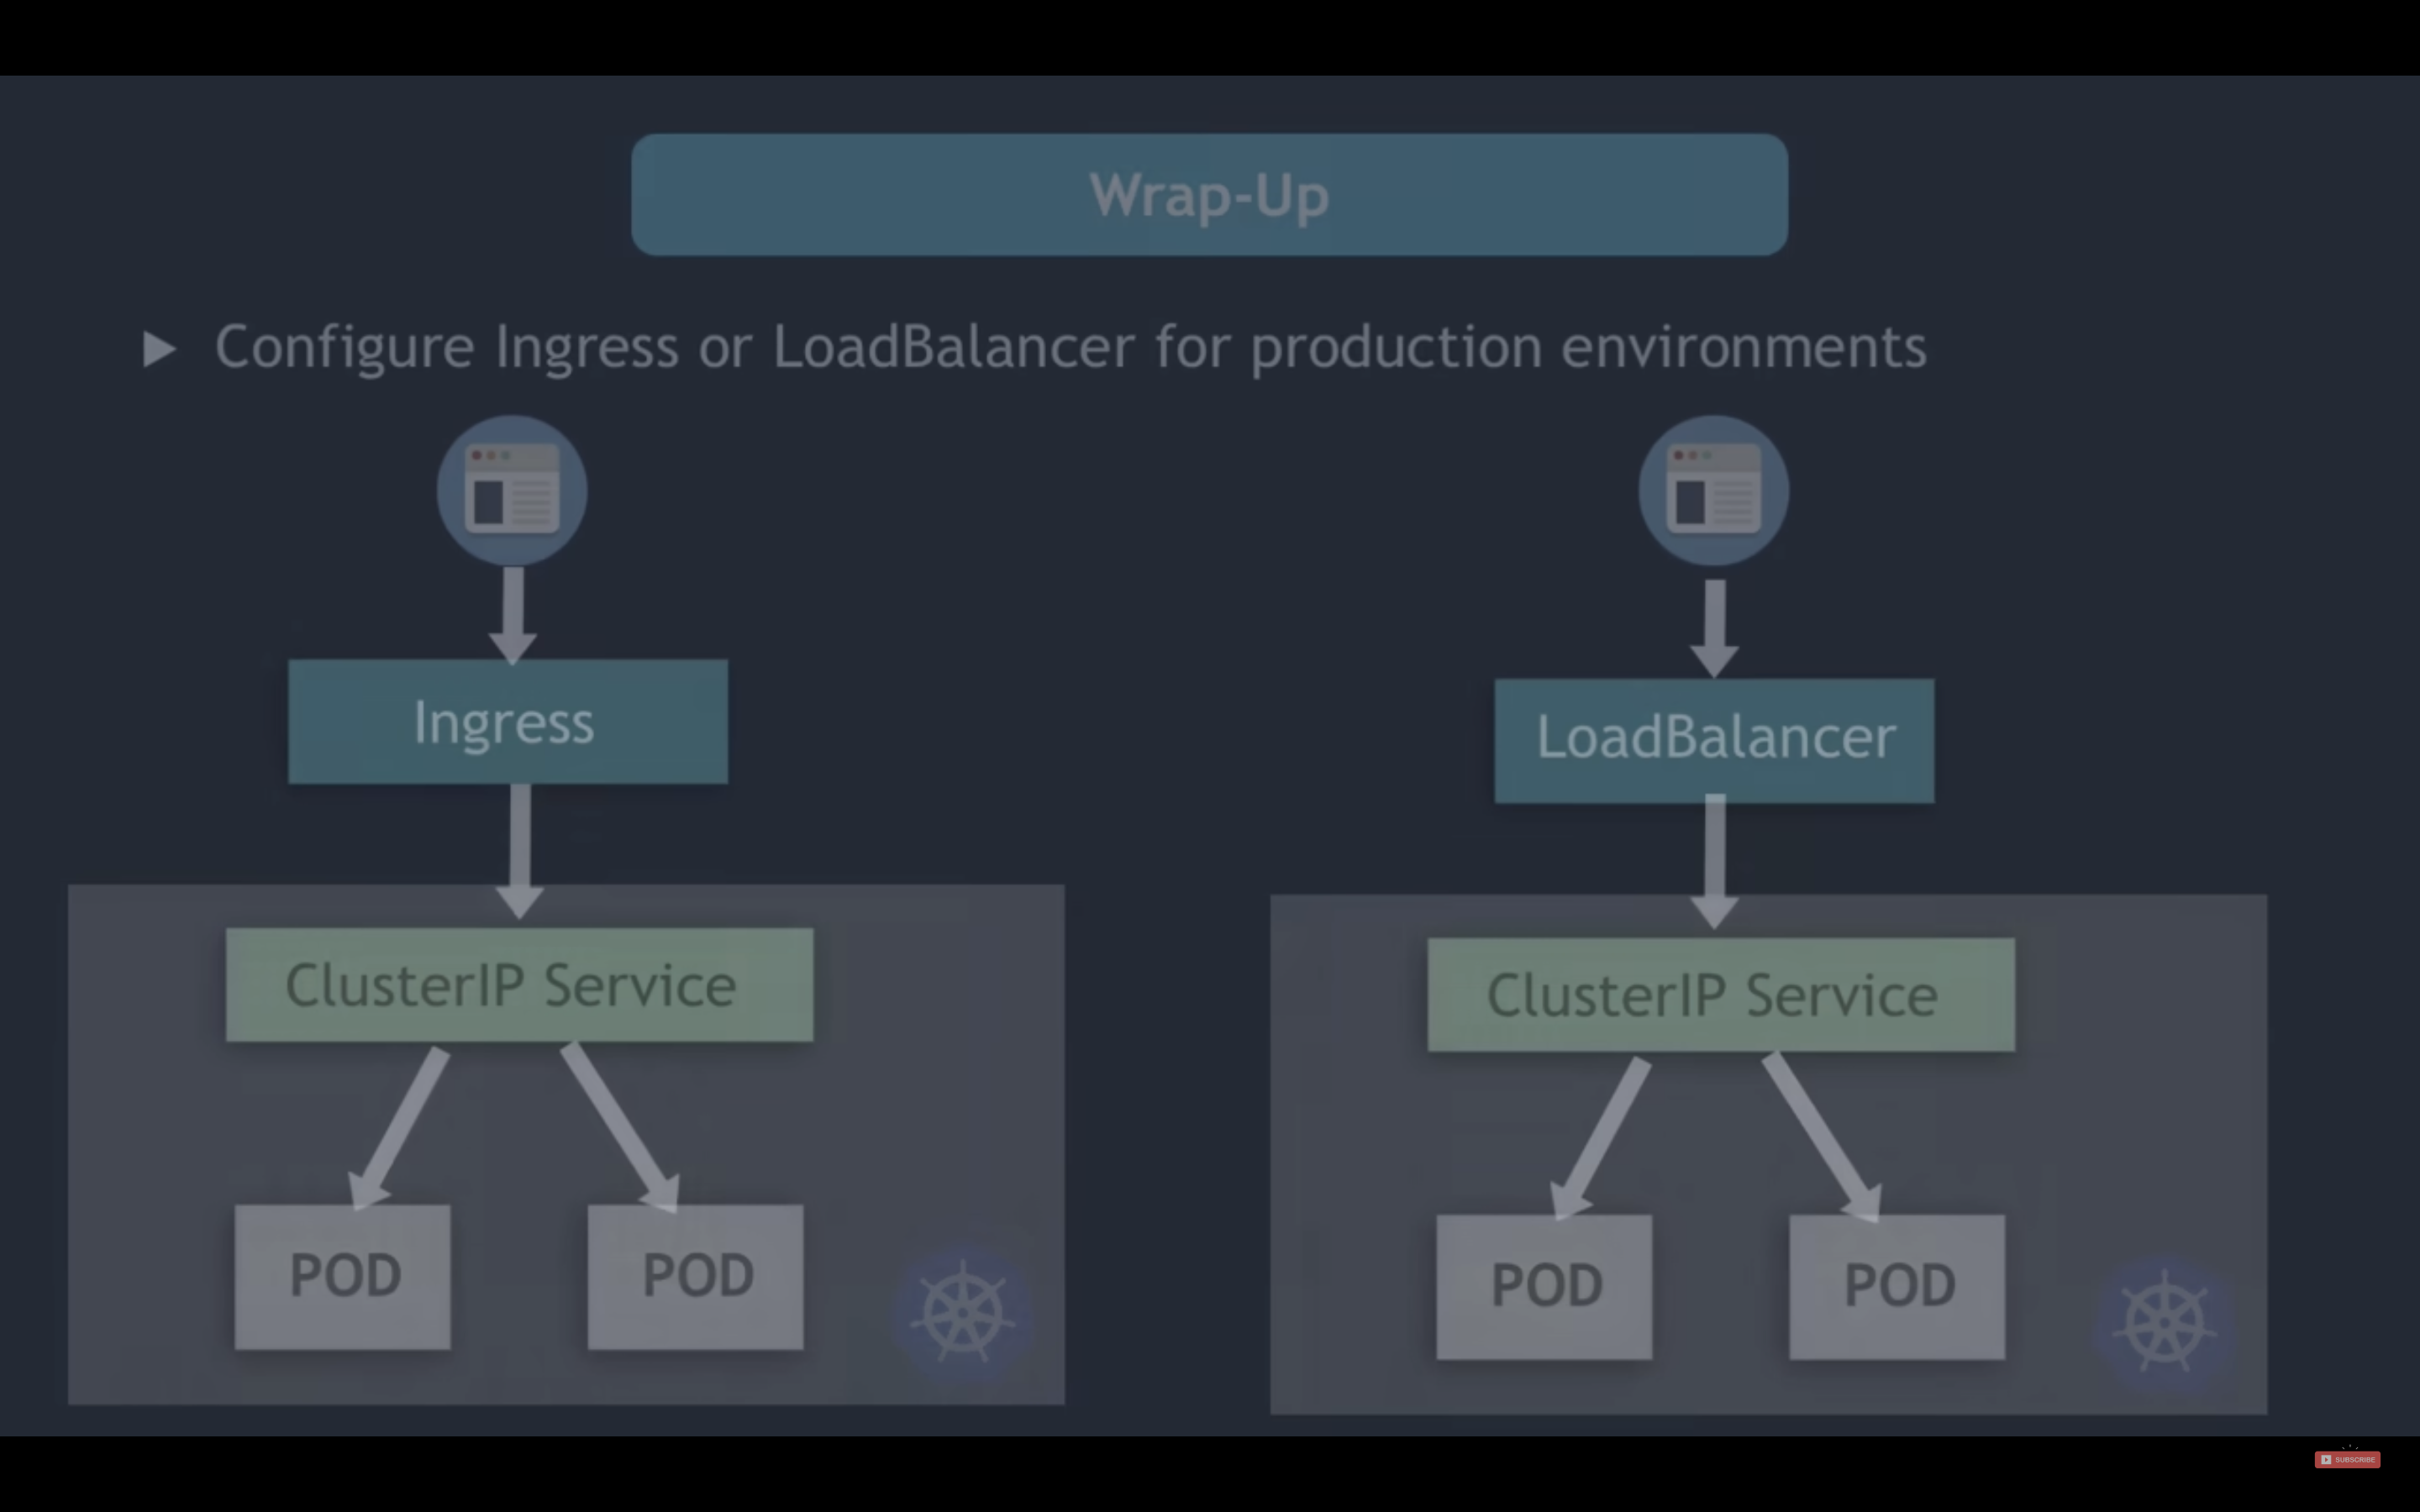 Wrap-Up
Configure Ingress or LoadBalancer for production environments
Ingress
LoadBalancer
ClusterIP Service
ClusterIP Service
POD
POD
POD
POD
SUBSCRIBE